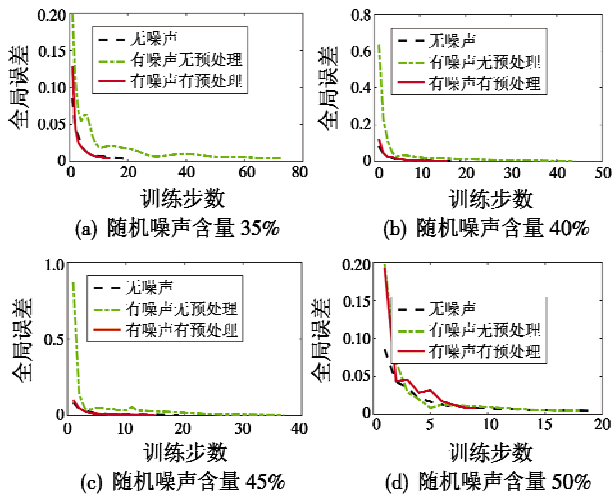 0.20
0.15
0.10
0.05
0
0
20
40
60
80
全局误差
无噪声
有噪声无预处理
有噪声有预处理
训练步数
(a) 随机噪声含量 35%
0.8
0.6
0.4
0.2
0
0
10
20
30
40
50
全局误差
无噪声
有噪声无预处理
有噪声有预处理
训练步数
(b) 随机噪声含量 40%
1.0
0.5
0
0
10
20
30
40
全局误差
无噪声
有噪声无预处理
有噪声有预处理
训练步数
(c) 随机噪声含量 45%
0.20
0.15
0.10
0.05
0
0
5
10
15
20
全局误差
无噪声
有噪声无预处理
有噪声有预处理
训练步数
(d) 随机噪声含量 50%